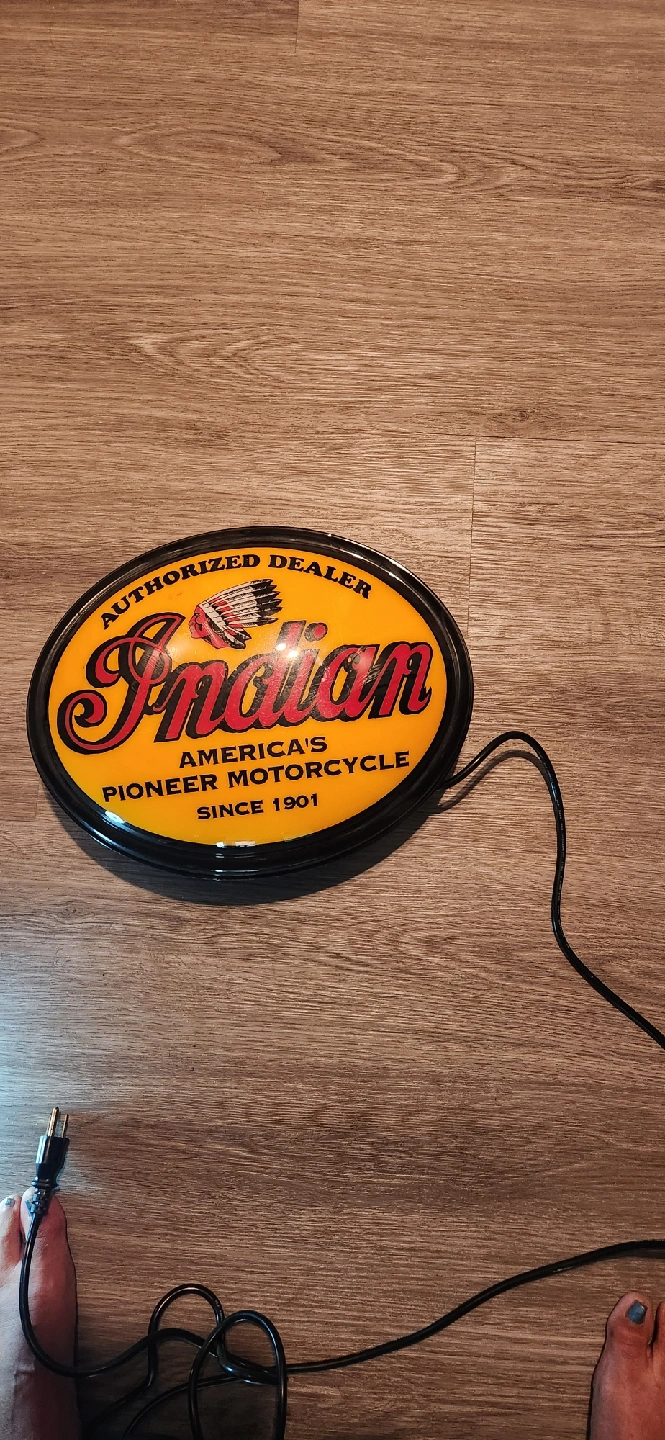 AUTHORIZED DEALER
Indian
AMERICA'S
PIONEER MOTORCYCLE
SINCE 1901